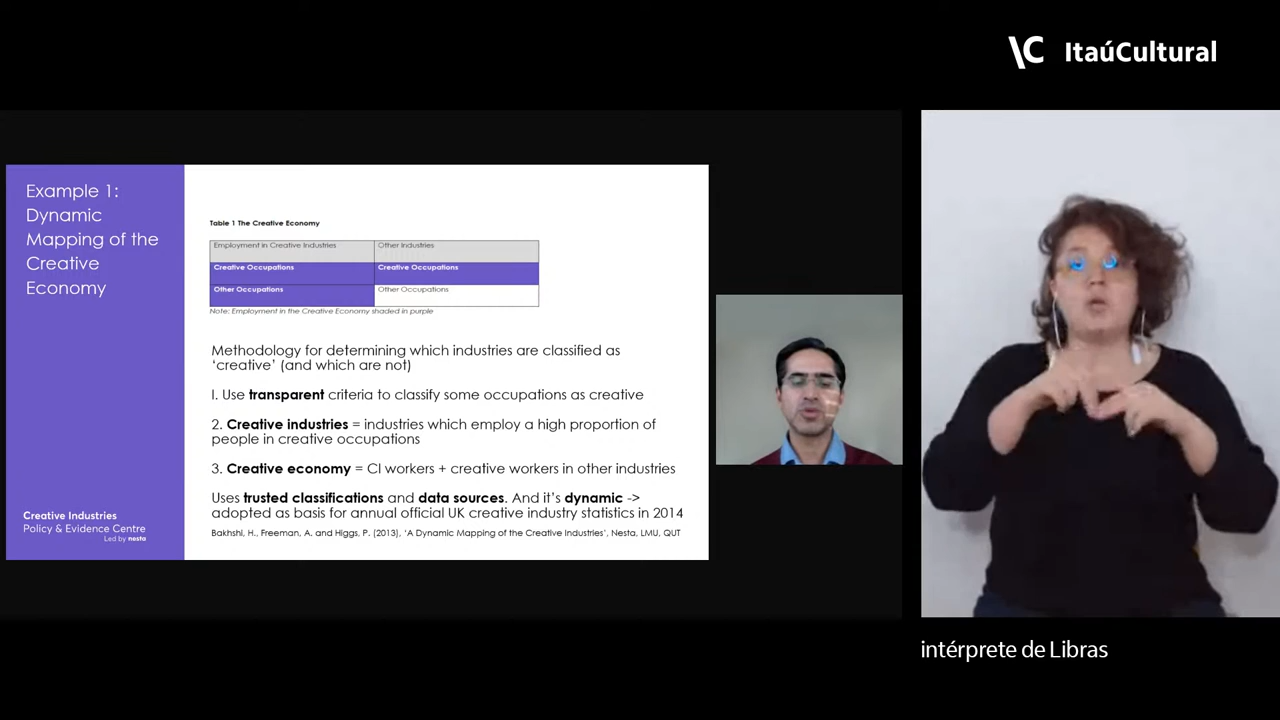 \C ItaúCultural
Example 1:
Dynamic
Mapping of the
Creative
Economy
Creative Industries
Policy & Evidence Centre
Led by nesta
Table 1 The Creative Economy
Employment in Creative Industries Other Industries
Creative Occupations Creative Occupations
Other Occupations Other Occupations
Note: Employment in the Creative Economy shaded in purple
Methodology for determining which industries are classified as
‘creative’ (and which are not)
1. Use transparent criteria to classify some occupations as creative
2. Creative industries = industries which employ a high proportion of
people in creative occupations
3. Creative economy = CI workers + creative workers in other industries
Uses trusted classifications and data sources. And it’s dynamic ->
adopted as basis for annual official UK creative industry statistics in 2014
Bakhshi, H., Freeman, A. and Higgs, P. (2013), ‘A Dynamic Mapping of the Creative Industries’, Nesta, LMU, QUT
intérprete de Libras